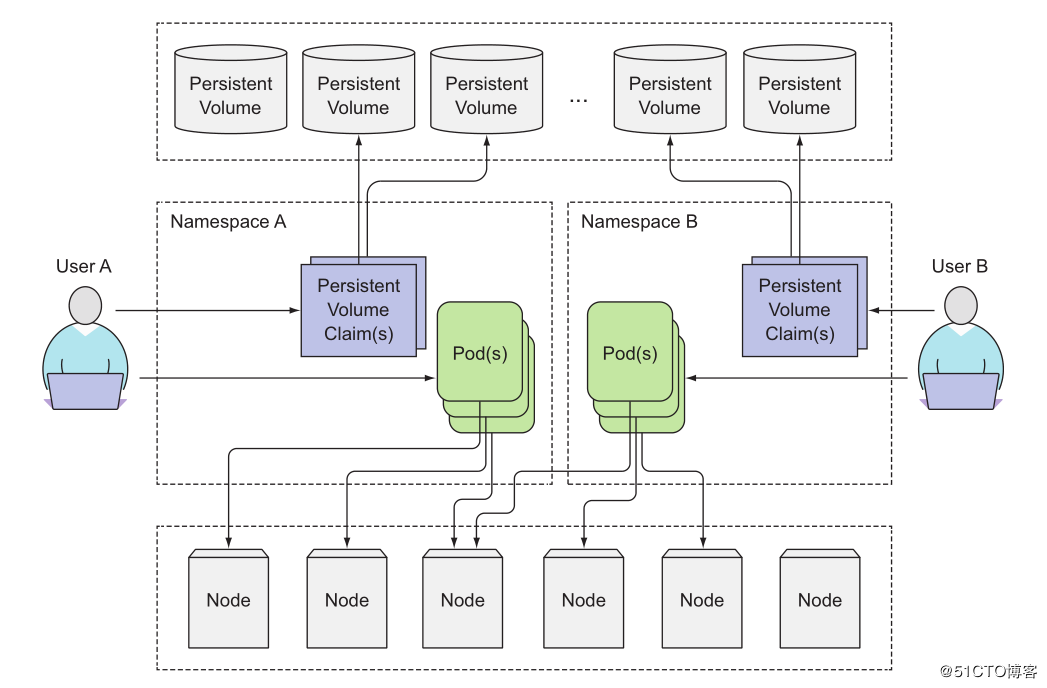 Persistent
Volume
Persistent
Volume
Persistent
Volume
...
Persistent
Volume
Persistent
Volume
Namespace A
Namespace B
User A
User B
Persistent
Volume
Claim(s)
Persistent
Volume
Claim(s)
Pod(s)
Pod(s)
Node
Node
Node
Node
Node
Node
@51CTO博客